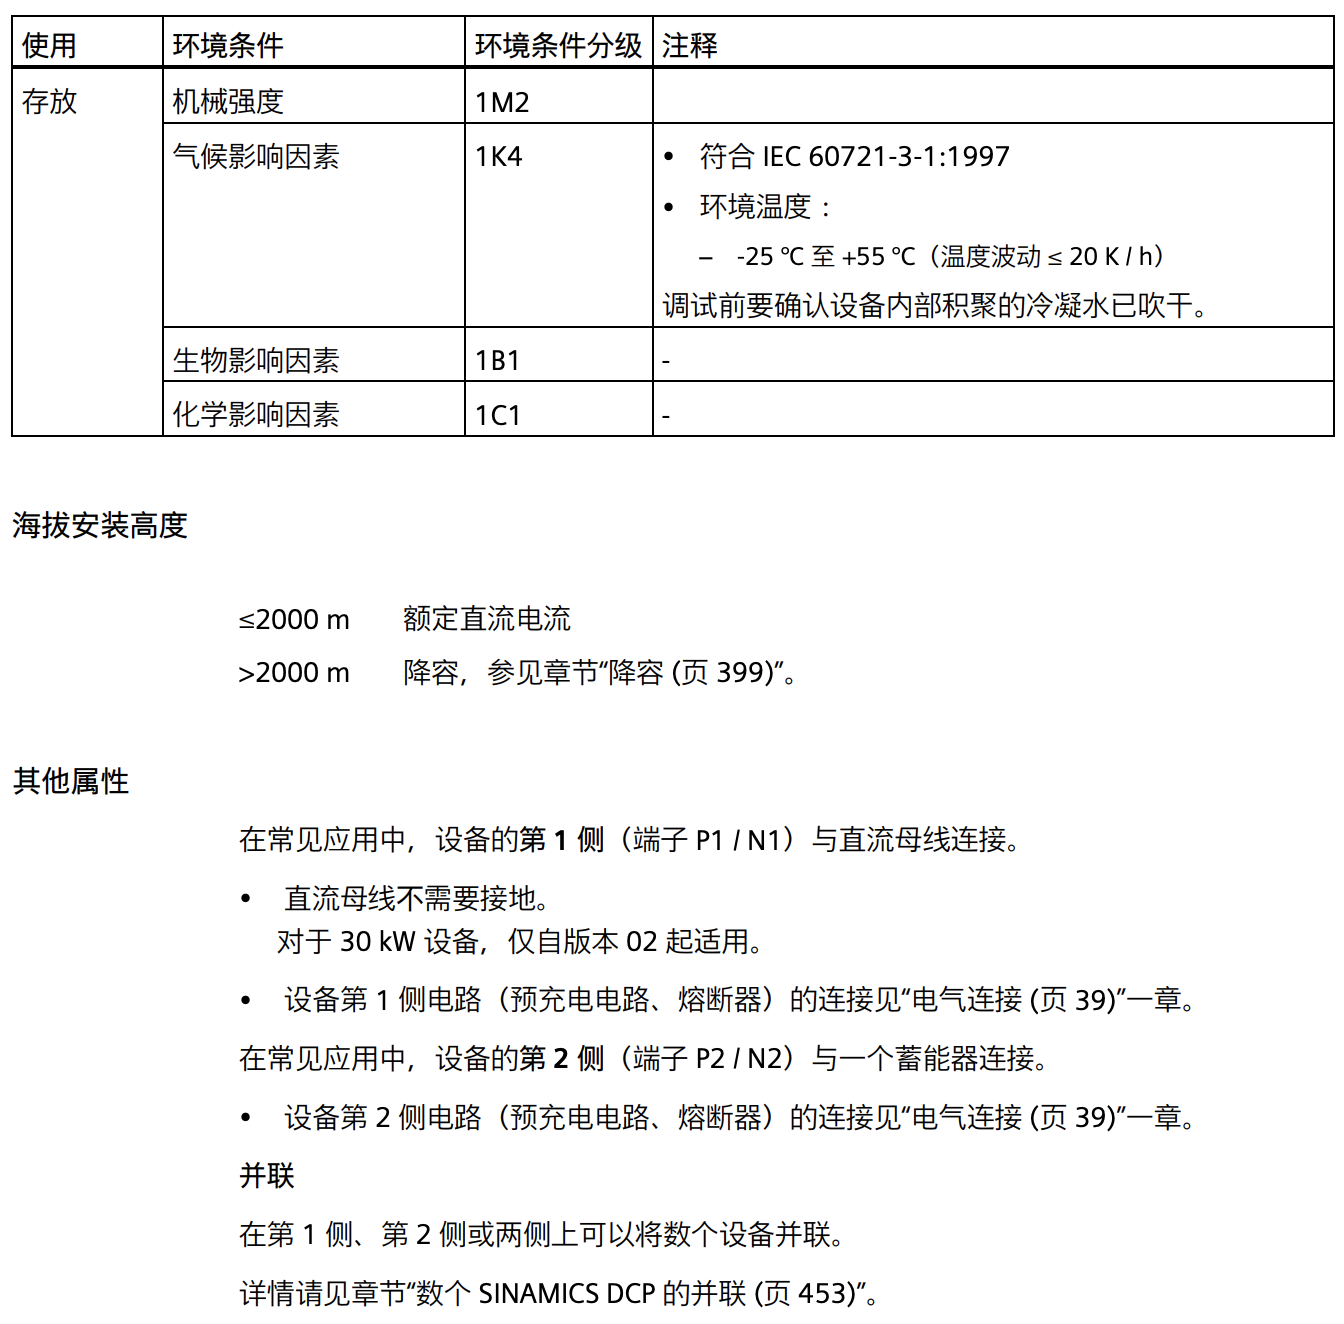 使用 环境条件 环境条件分级 注释
存放 机械强度 1M2
气候影响因素 1K4 • 符合 IEC 60721-3-1:1997
• 环境温度：
– -25 ℃ 至 +55 ℃（温度波动 ≤ 20 K / h）
调试前要确认设备内部积聚的冷凝水已吹干。
生物影响因素 1B1 -
化学影响因素 1C1 -
海拔安装高度
≤2000 m 额定直流电流
>2000 m 降容，参见章节“降容 (页 399)”。
其他属性
在常见应用中，设备的第 1 侧（端子 P1 / N1）与直流母线连接。
• 直流母线不需要接地。
对于 30 kW 设备，仅自版本 02 起适用。
• 设备第 1 侧电路（预充电电路、熔断器）的连接见“电气连接 (页 39)”一章。
在常见应用中，设备的第 2 侧（端子 P2 / N2）与一个蓄能器连接。
• 设备第 2 侧电路（预充电电路、熔断器）的连接见“电气连接 (页 39)”一章。
并联
在第 1 侧、第 2 侧或两侧上可以将数个设备并联。
详情请见章节“数个 SINAMICS DCP 的并联 (页 453)”。